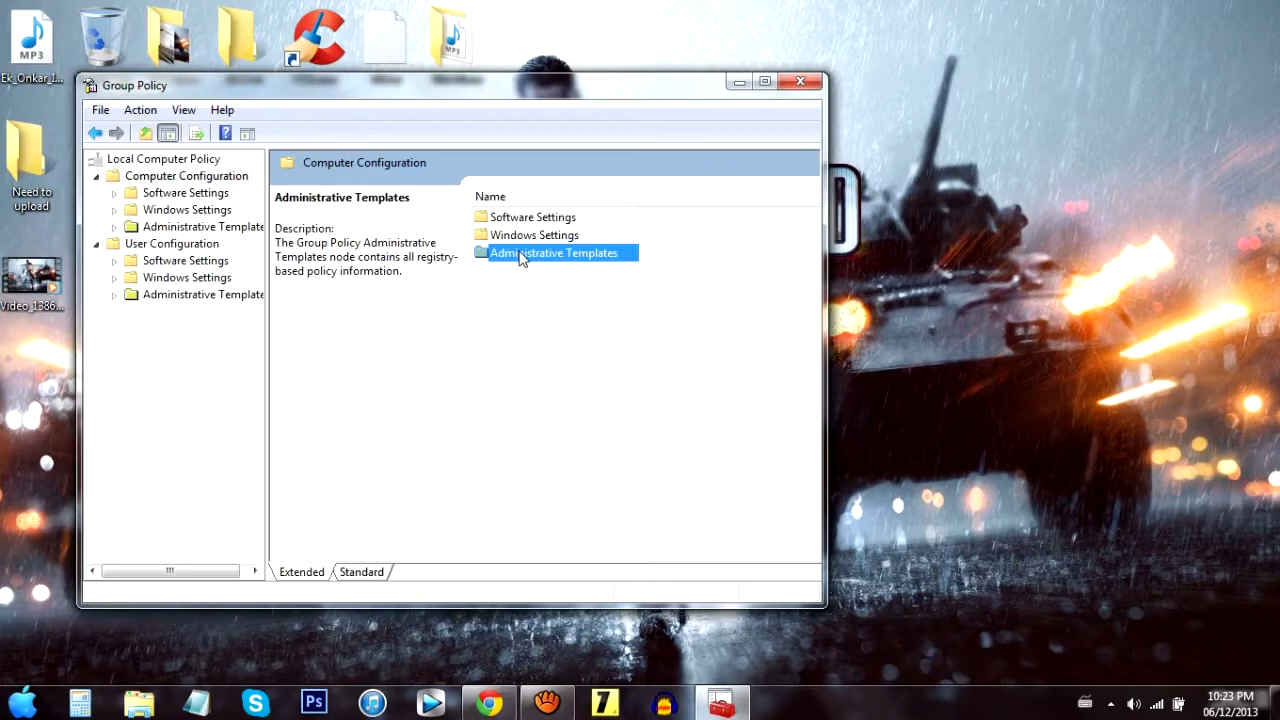 MP3
MP3
Ek_Onkar_I...
Need to
upload
Video_1386...
Group Policy
File Action View Help
Local Computer Policy
Computer Configuration
Software Settings
Windows Settings
Administrative Template
User Configuration
Software Settings
Windows Settings
Administrative Template
Computer Configuration
Administrative Templates
Description:
The Group Policy Administrative
Templates node contains all registry-
based policy information.
Name
Software Settings
Windows Settings
Administrative Templates
Extended Standard
Ps
7
10:23 PM
06/12/2013